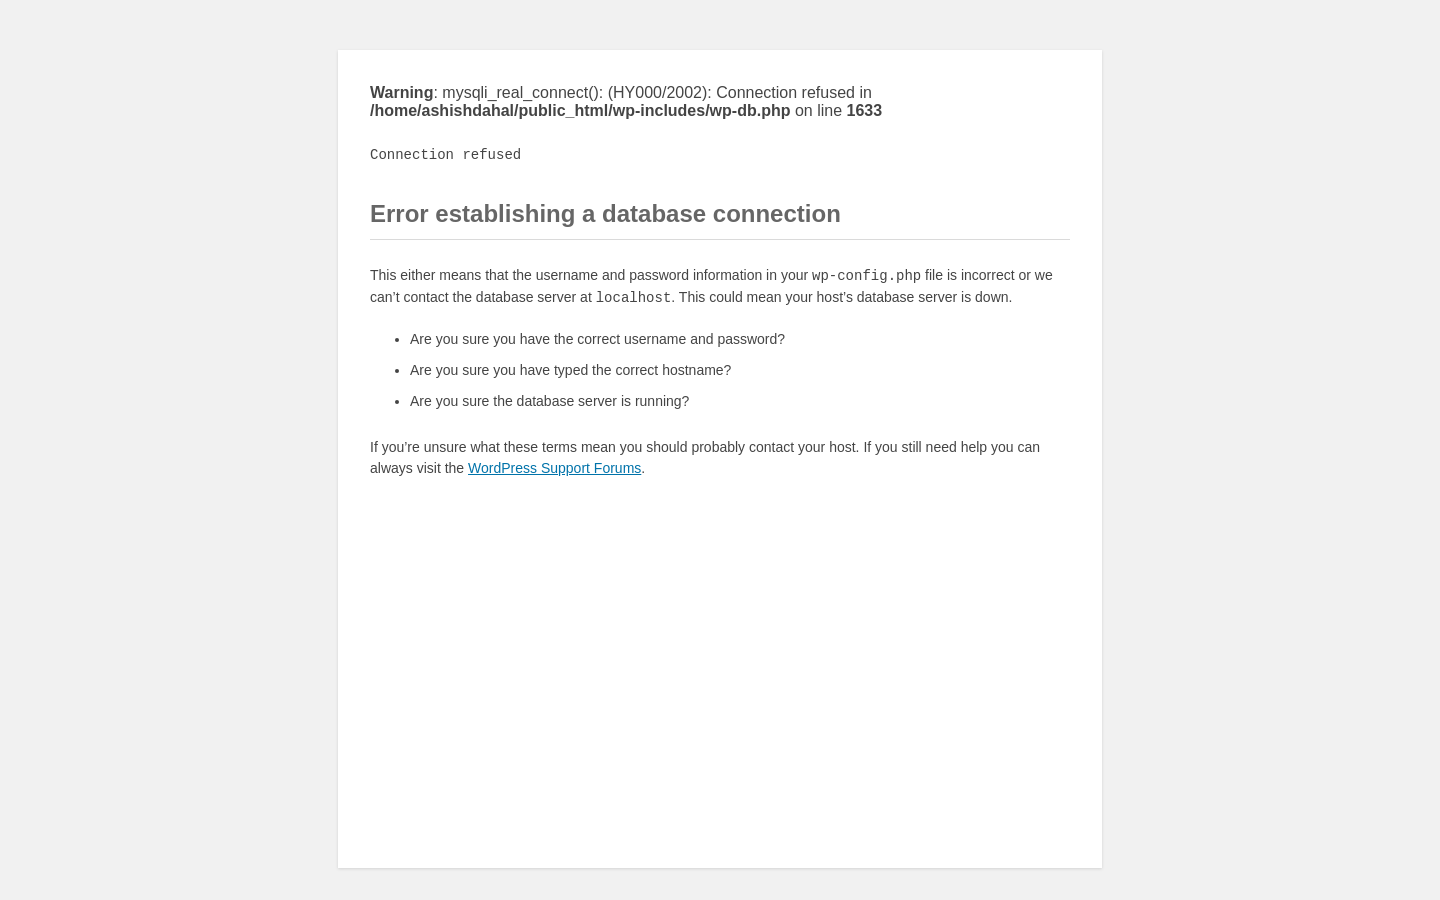 Warning: mysqli_real_connect(): (HY000/2002): Connection refused in
/home/ashishdahal/public_html/wp-includes/wp-db.php on line 1633
Connection refused
Error establishing a database connection
This either means that the username and password information in your wp-config.php file is incorrect or we
can’t contact the database server at localhost. This could mean your host’s database server is down.
• Are you sure you have the correct username and password?
• Are you sure you have typed the correct hostname?
• Are you sure the database server is running?
If you’re unsure what these terms mean you should probably contact your host. If you still need help you can
always visit the WordPress Support Forums.